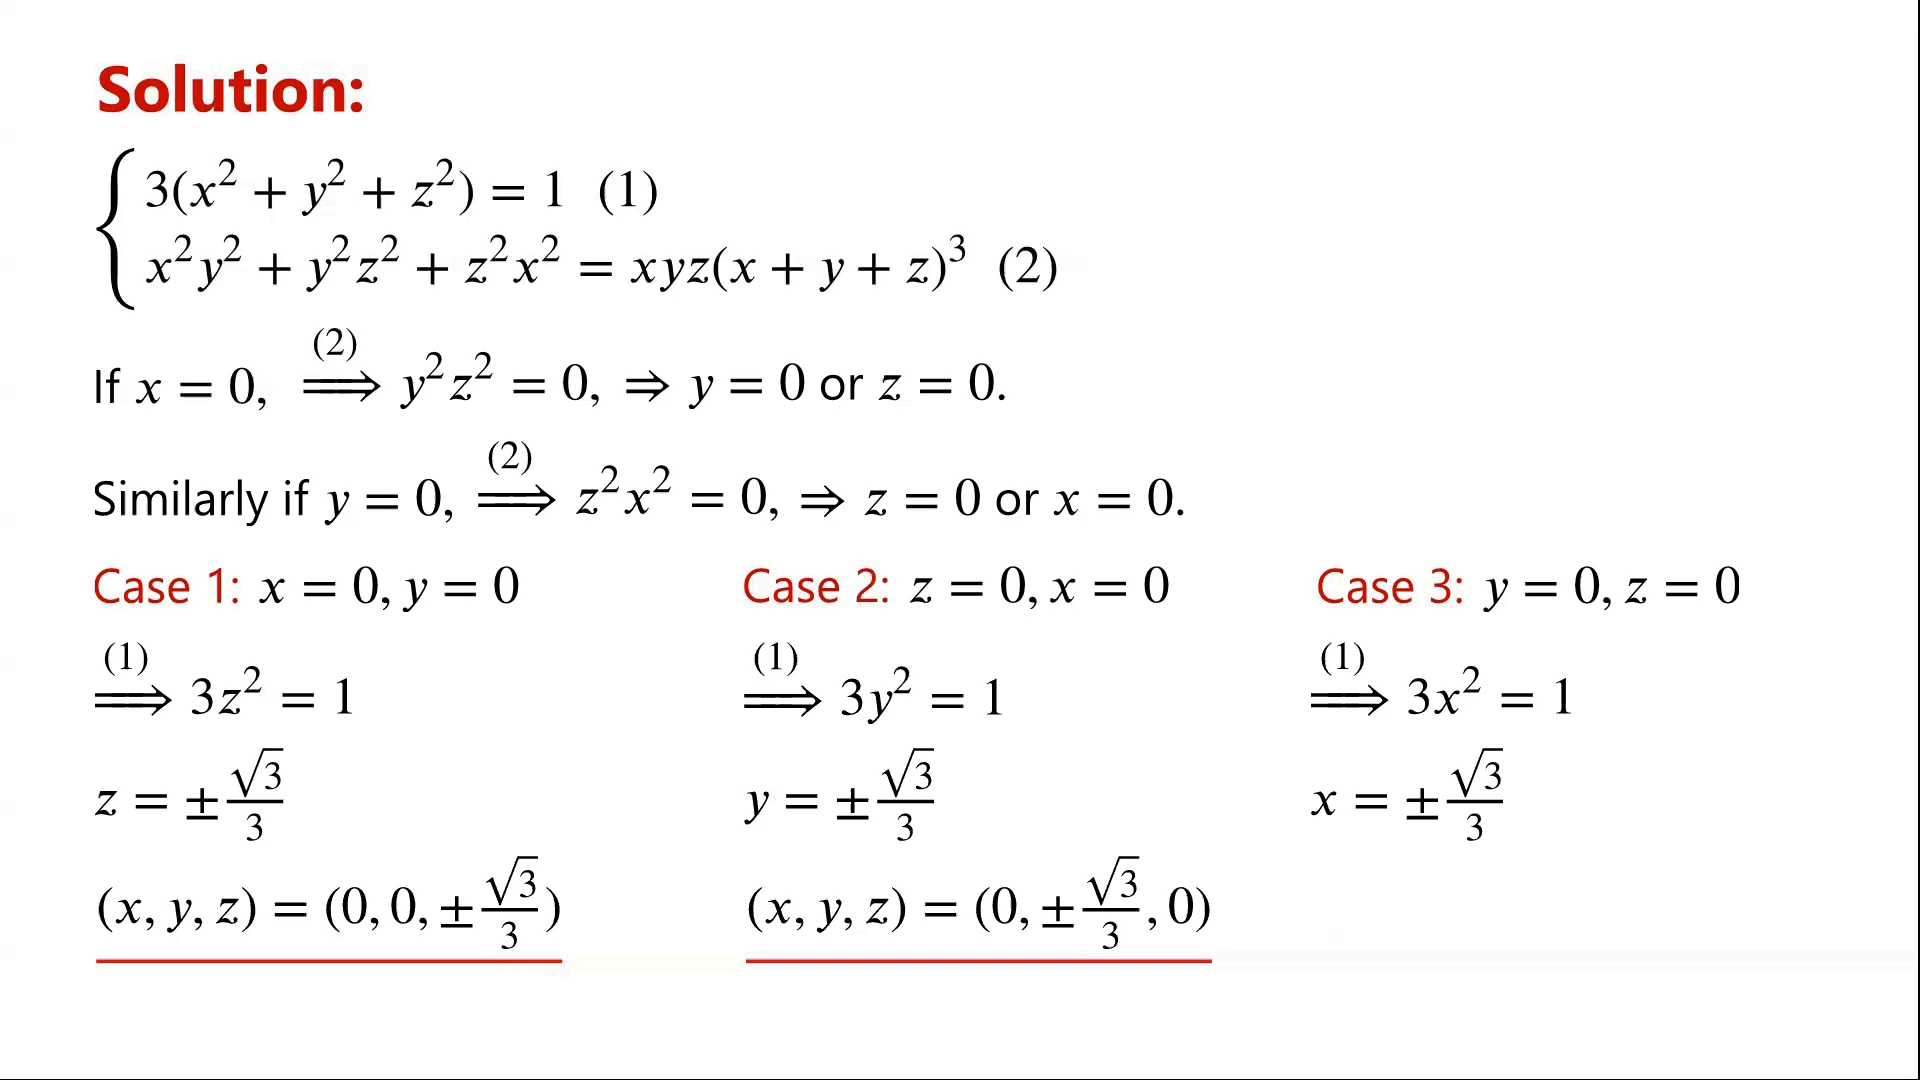 Solution:
3(x² + y² + z²) = 1 (1)
x²y² + y²z² + z²x² = xyz(x + y + z)³ (2)
If x = 0, (2)⟹ y²z² = 0, ⇒ y = 0 or z = 0.
Similarly if y = 0, (2)⟹ z²x² = 0, ⇒ z = 0 or x = 0.
Case 1: x = 0, y = 0
(1)⟹ 3z² = 1
z = ±√3/3
(x, y, z) = (0, 0, ±√3/3)
Case 2: z = 0, x = 0
(1)⟹ 3y² = 1
y = ±√3/3
(x, y, z) = (0, ±√3/3, 0)
Case 3: y = 0, z = 0
(1)⟹ 3x² = 1
x = ±√3/3